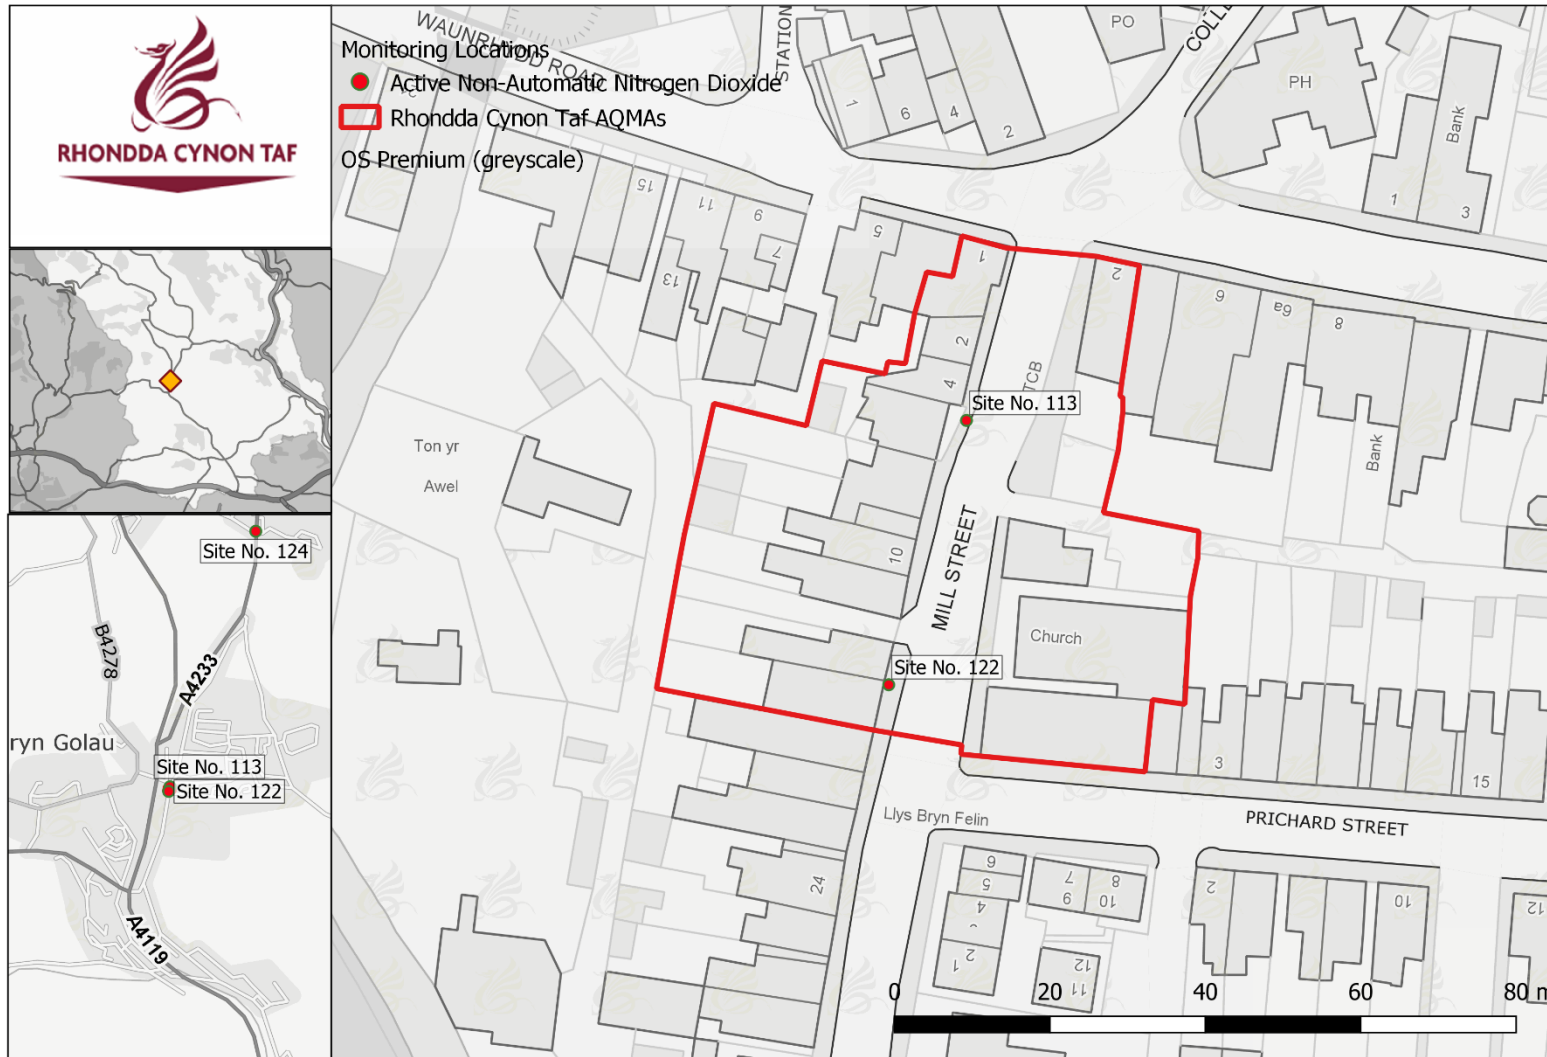 RHONDDA CYNON TAF
Monitoring Locations
Active Non-Automatic Nitrogen Dioxide
Rhondda Cynon Taf AQMAs
OS Premium (greyscale)
WAUNRHYDD ROAD
STATION
COLLE
PO
PH
Bank
1
3
1
6
4
2
15
11
9
7
13
5
1
2
4
10
2
6
6a
8
Bank
TCB
Site No. 113
MILL STREET
Church
Site No. 122
Ton yr
Awel
3
15
PRICHARD STREET
Llys Bryn Felin
24
6
5
4
2
1
7
9
8
10
12
11
2
10
12
0
20
40
60
80 m
Site No. 124
B4278
A4233
ryn Golau
Site No. 113
Site No. 122
A4119